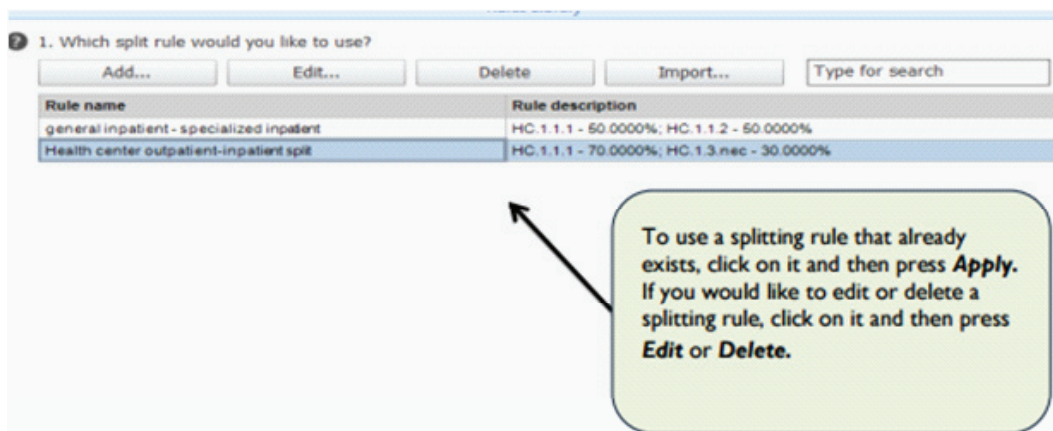 1. Which split rule would you like to use?
Add... Edit... Delete Import... Type for search
Rule name Rule description
general inpatient - specialized inpatient HC.1.1.1 - 50.0000%; HC.1.1.2 - 50.0000%
Health center outpatient-inpatient split HC.1.1.1 - 70.0000%; HC.1.3.nec - 30.0000%
To use a splitting rule that already
exists, click on it and then press Apply.
If you would like to edit or delete a
splitting rule, click on it and then press
Edit or Delete.